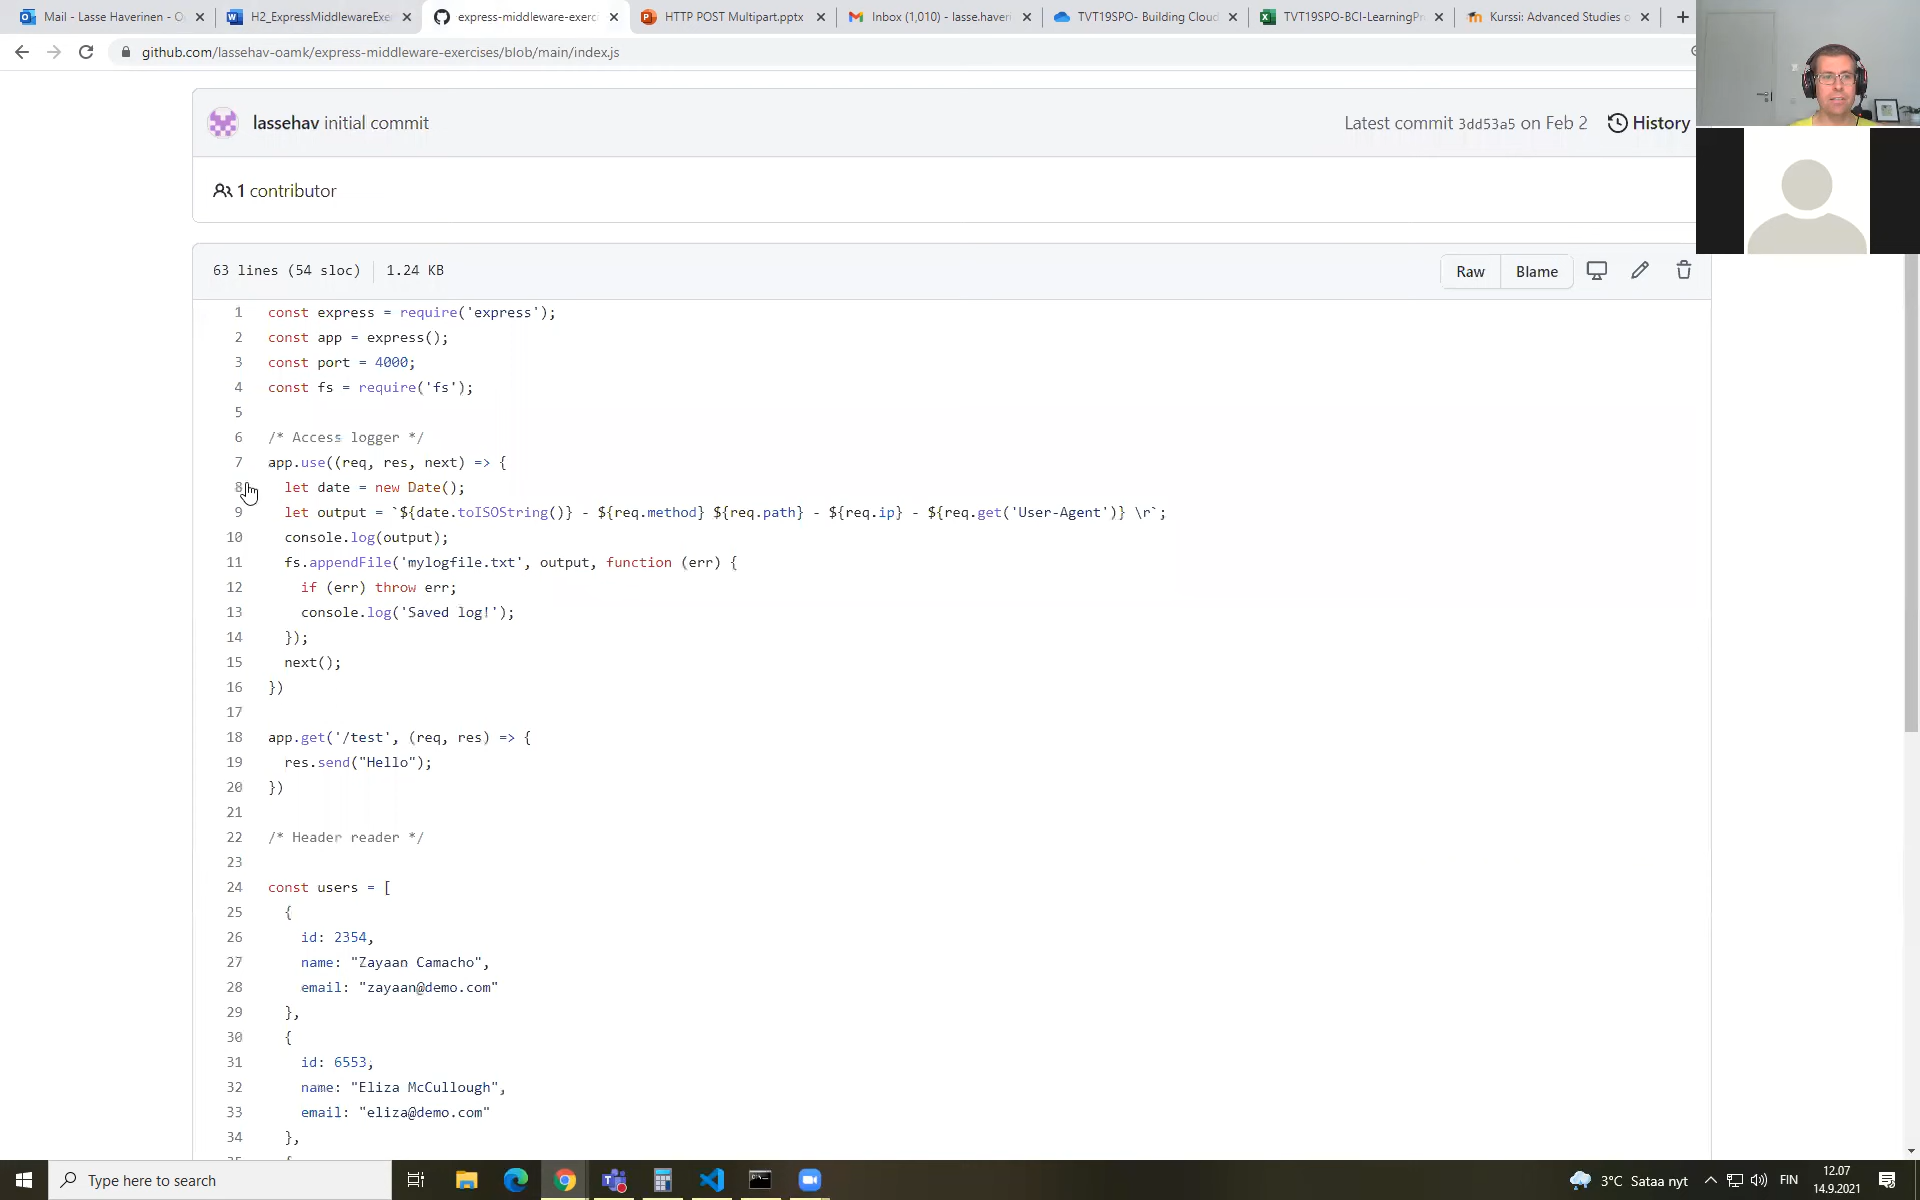 Mail - Lasse Haverinen - O
H2_ExpressMiddlewareExe
express-middleware-exerci
HTTP POST Multipart.pptx
Inbox (1,010) - lasse.haveri
TVT19SPO- Building Cloud
TVT19SPO-BCI-LearningPr
Kurssi: Advanced Studies o
github.com/lassehav-oamk/express-middleware-exercises/blob/main/index.js
lassehav initial commit
Latest commit 3dd53a5 on Feb 2
History
1 contributor
63 lines (54 sloc)
1.24 KB
Raw
Blame
1 const express = require('express');
2 const app = express();
3 const port = 4000;
4 const fs = require('fs');
5
6 /* Access logger */
7 app.use((req, res, next) => {
8 let date = new Date();
9 let output = `${date.toISOString()} - ${req.method} ${req.path} - ${req.ip} - ${req.get('User-Agent')} \r`;
10 console.log(output);
11 fs.appendFile('mylogfile.txt', output, function (err) {
12 if (err) throw err;
13 console.log('Saved log!');
14 });
15 next();
16 })
17
18 app.get('/test', (req, res) => {
19 res.send("Hello");
20 })
21
22 /* Header reader */
23
24 const users = [
25 {
26 id: 2354,
27 name: "Zayaan Camacho",
28 email: "zayaan@demo.com"
29 },
30 {
31 id: 6553,
32 name: "Eliza McCullough",
33 email: "eliza@demo.com"
34 },
Type here to search
3°C Sataa nyt
FIN
12.07
14.9.2021